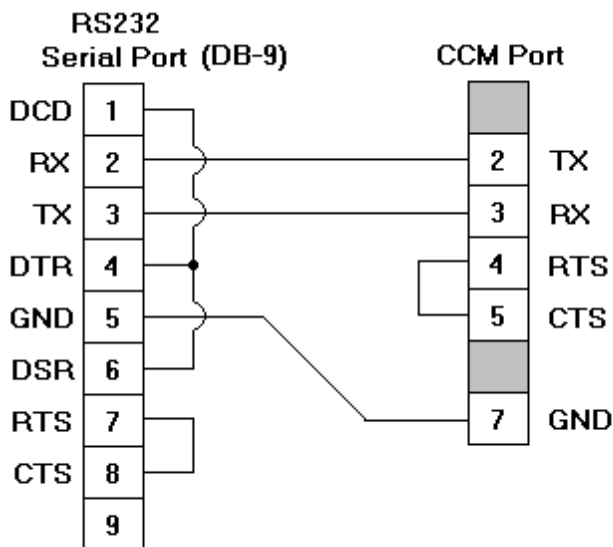 RS232
Serial Port (DB-9) CCM Port
DCD 1
RX 2 2 TX
TX 3 3 RX
DTR 4 4 RTS
GND 5 5 CTS
DSR 6
RTS 7 7 GND
CTS 8
9